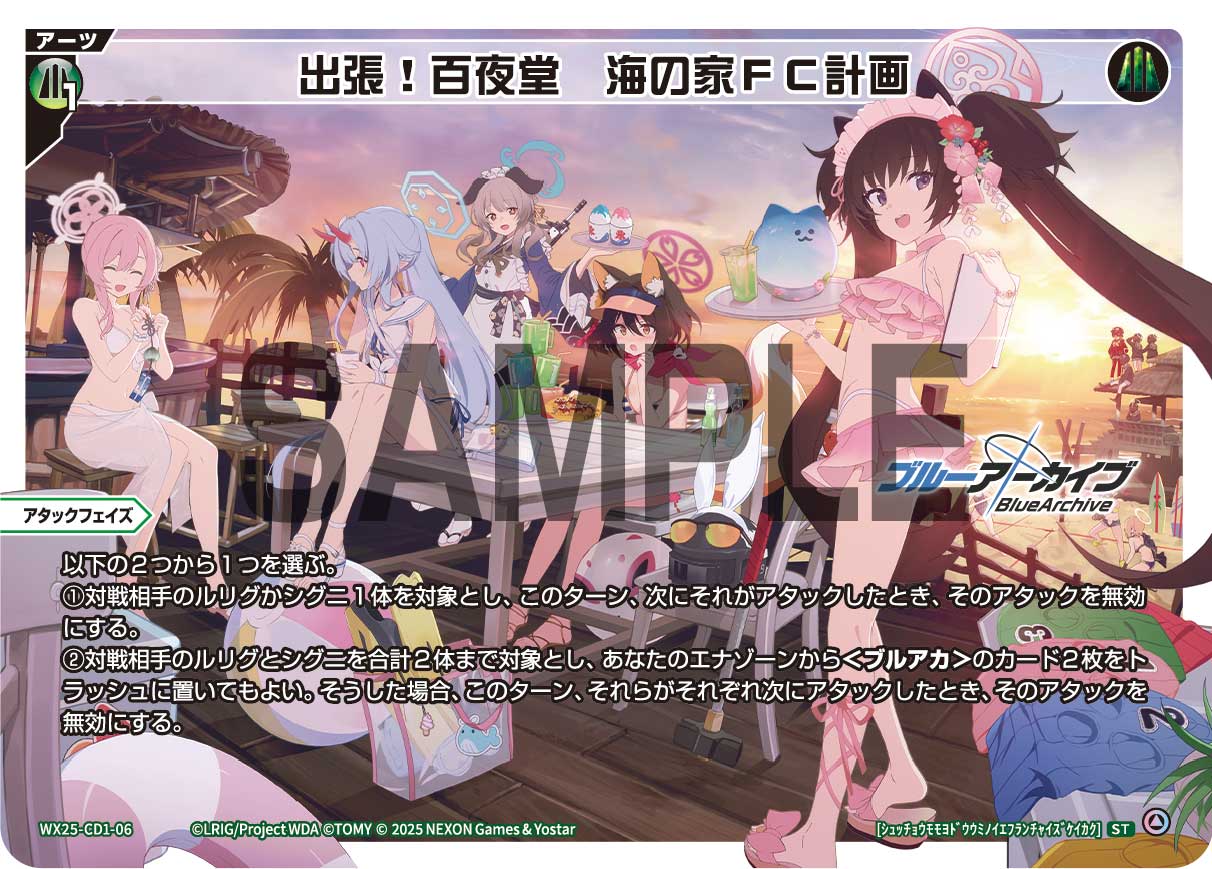 アーツ
1
出張！百夜堂　海の家ＦＣ計画
ブルーアーカイブ
BlueArchive
SAMPLE
アタックフェイズ
以下の２つから１つを選ぶ。
①対戦相手のルリグかシグニ１体を対象とし、このターン、次にそれがアタックしたとき、そのアタックを無効
にする。
②対戦相手のルリグとシグニを合計２体まで対象とし、あなたのエナゾーンから＜ブルアカ＞のカード２枚をト
ラッシュに置いてもよい。そうした場合、このターン、それらがそれぞれ次にアタックしたとき、そのアタックを
無効にする。
WX25-CD1-06
©LRIG/Project WDA ©TOMY © 2025 NEXON Games & Yostar
[シュッチョウモモヨドウウミノイエフランチャイズケイカク]
ST